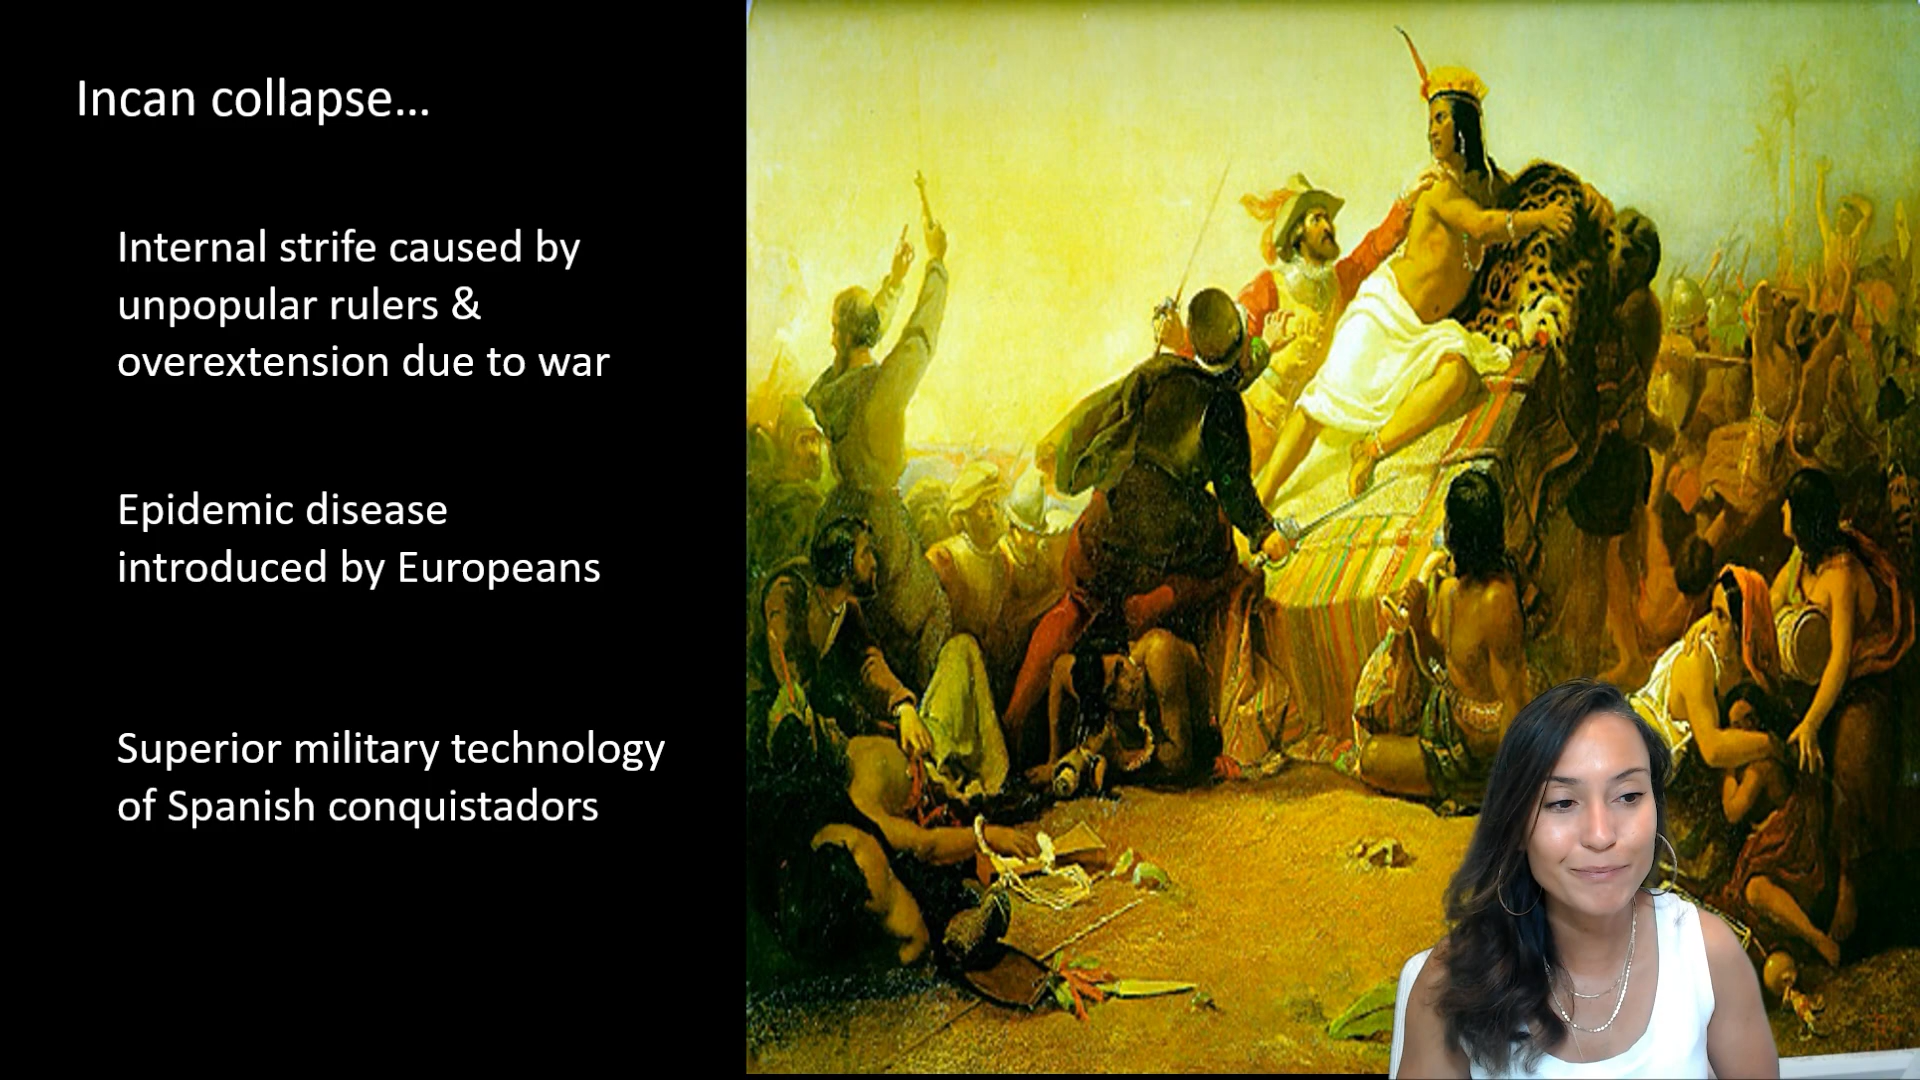 Incan collapse...
Internal strife caused by
unpopular rulers &
overextension due to war
Epidemic disease
introduced by Europeans
Superior military technology
of Spanish conquistadors